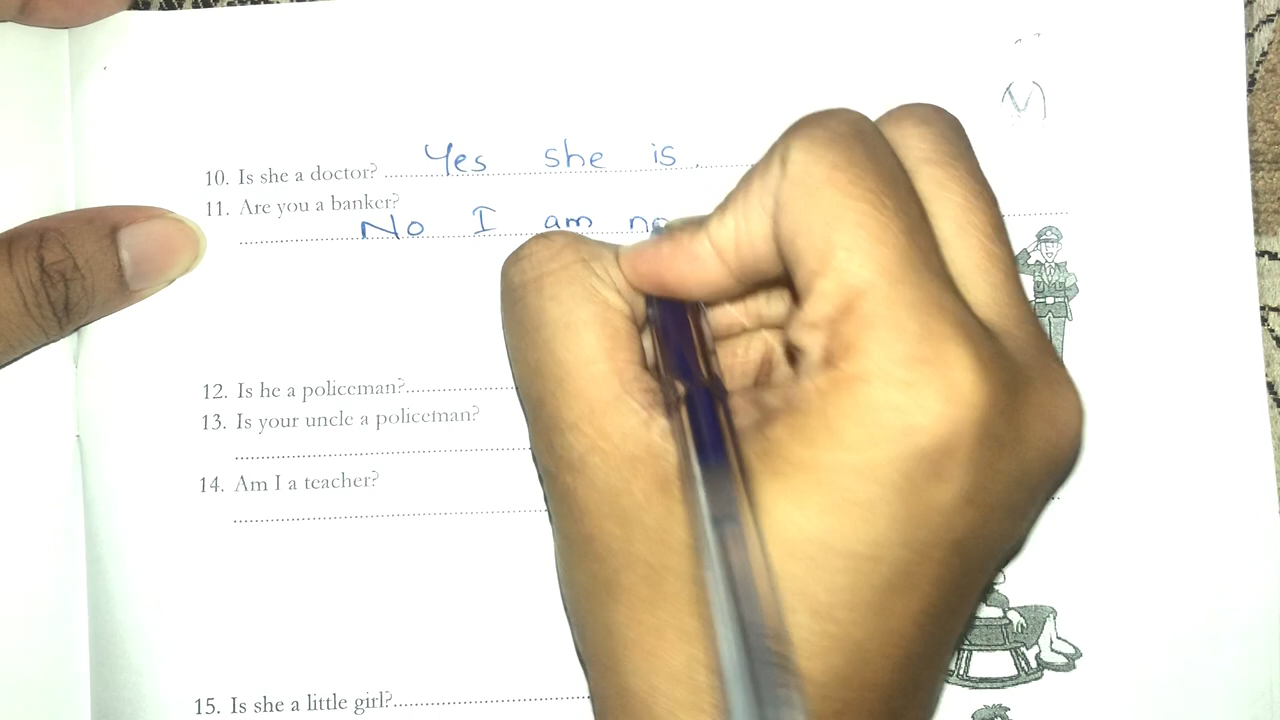 10. Is she a doctor? Yes she is .
11. Are you a banker?
No I am no
12. Is he a policeman?
13. Is your uncle a policeman?
14. Am I a teacher?
15. Is she a little girl?